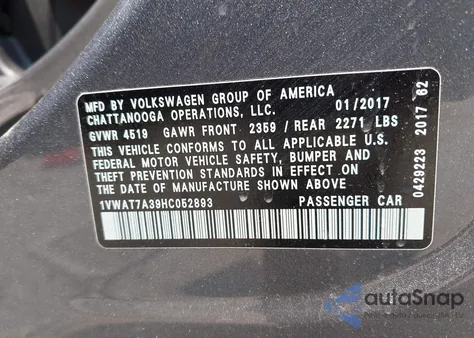 MFD BY VOLKSWAGEN GROUP OF AMERICA
CHATTANOOGA OPERATIONS, LLC. 01/2017
GVWR 4519 GAWR FRONT 2359 / REAR 2271 LBS
THIS VEHICLE CONFORMS TO ALL APPLICABLE U.S.
FEDERAL MOTOR VEHICLE SAFETY, BUMPER AND
THEFT PREVENTION STANDARDS IN EFFECT ON
THE DATE OF MANUFACTURE SHOWN ABOVE.
1VWAT7A39HC052893 PASSENGER CAR
0429223 2017 62
autoSnap